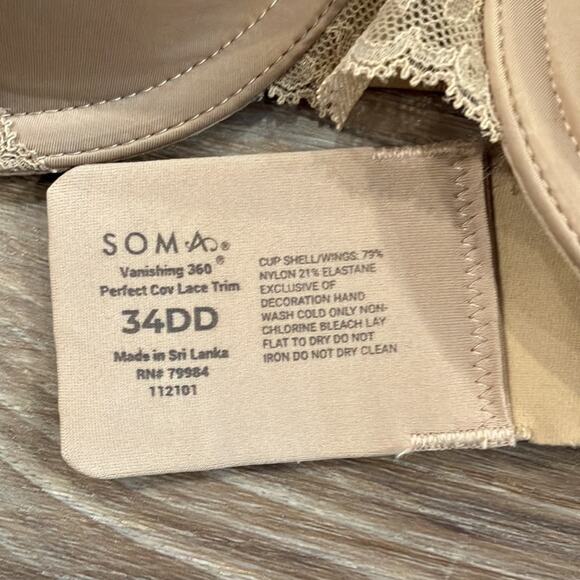 SOMA®
Vanishing 360®
Perfect Cov Lace Trim
34DD
Made in Sri Lanka
RN# 79984
112101
CUP SHELL/WINGS: 79%
NYLON 21% ELASTANE
EXCLUSIVE OF
DECORATION HAND
WASH COLD ONLY NON-
CHLORINE BLEACH LAY
FLAT TO DRY DO NOT
IRON DO NOT DRY CLEAN